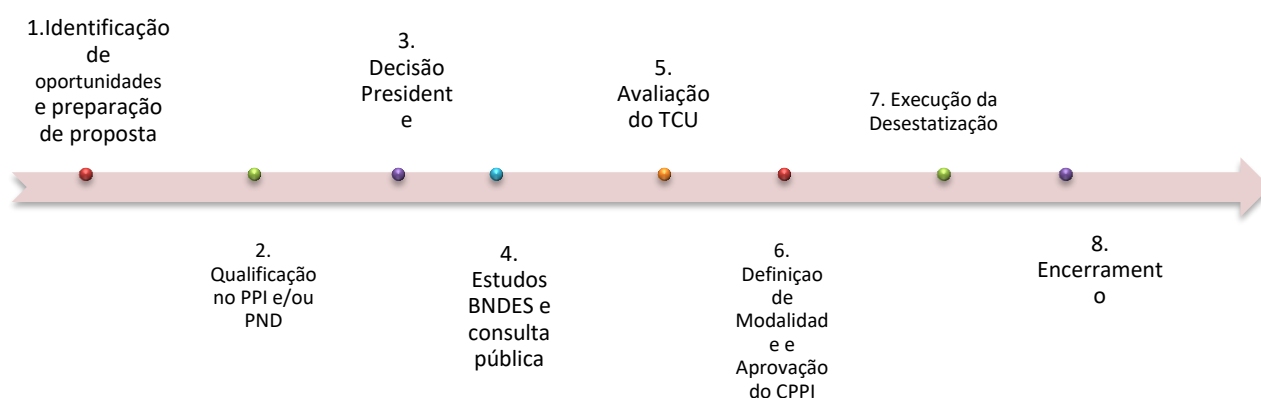 1.Identificação
de
oportunidades
e preparação
de proposta
2.
Qualificação
no PPI e/ou
PND
3.
Decisão
President
e
4.
Estudos
BNDES e
consulta
pública
5.
Avaliação
do TCU
6.
Definiçao
de
Modalidad
e e
Aprovação
do CPPI
7. Execução da
Desestatização
8.
Encerrament
o